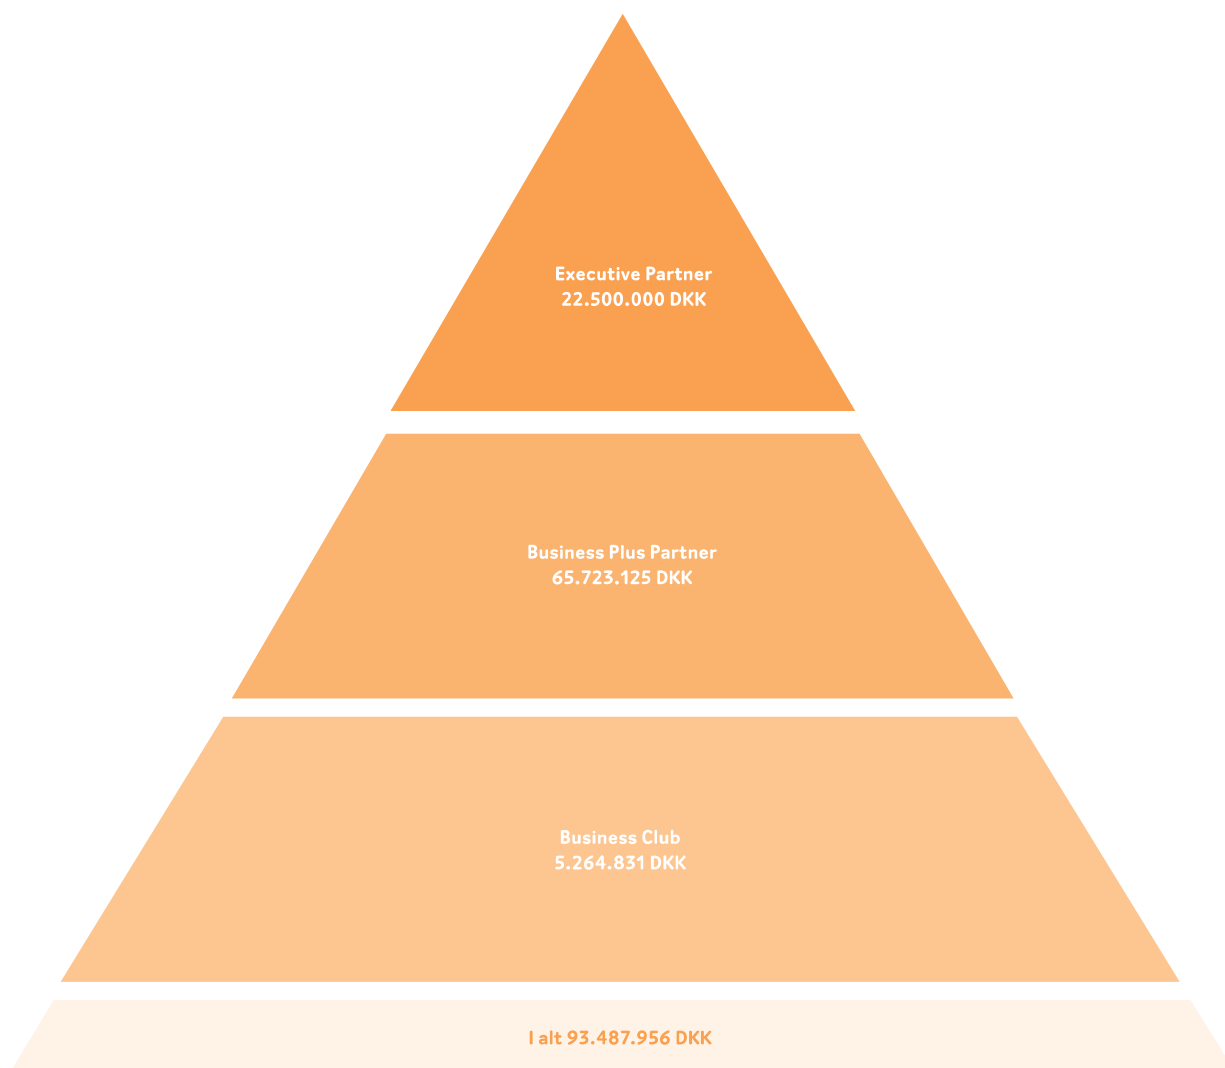 Executive Partner
22.500.000 DKK
Business Plus Partner
65.723.125 DKK
Business Club
5.264.831 DKK
I alt 93.487.956 DKK